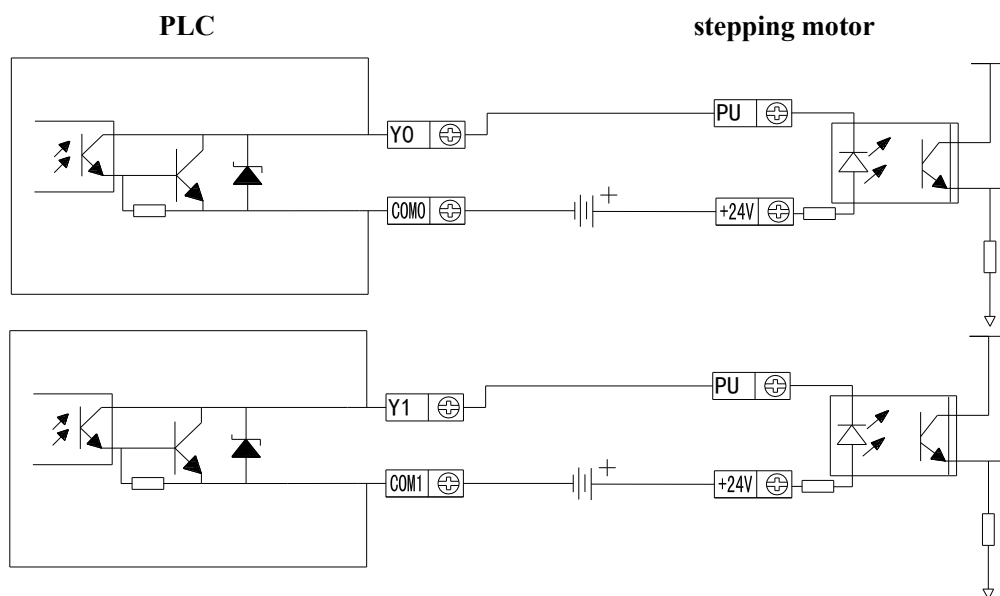 PLC stepping motor
Y0 PU
COM0 + +24V
Y1 PU
COM1 + +24V